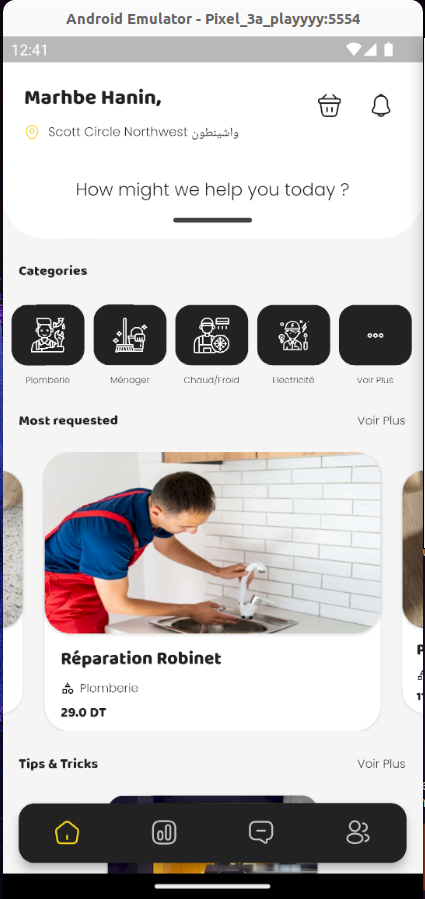 Android Emulator - Pixel_3a_playyyy:5554
12:41
Marhbe Hanin,
Scott Circle Northwest واشينطون
How might we help you today ?
Categories
Plomberie
Ménager
Chaud/Froid
Electricité
Voir Plus
Most requested
Voir Plus
Réparation Robinet
Plomberie
29.0 DT
Tips & Tricks
Voir Plus